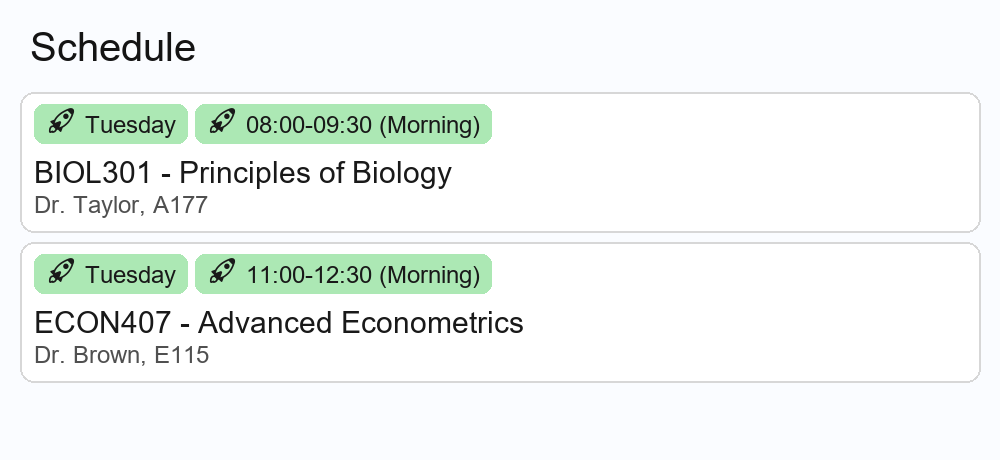 Schedule
Tuesday 08:00-09:30 (Morning)
BIOL301 - Principles of Biology
Dr. Taylor, A177
Tuesday 11:00-12:30 (Morning)
ECON407 - Advanced Econometrics
Dr. Brown, E115